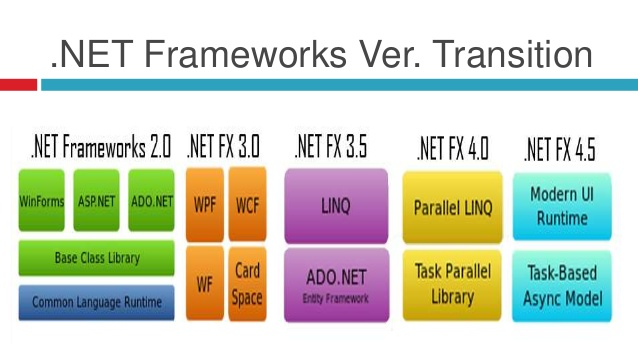 .NET Frameworks Ver. Transition
.NET Frameworks 2.0
WinForms
ASP.NET
ADO.NET
Base Class Library
Common Language Runtime
.NET FX 3.0
WPF
WCF
WF
Card
Space
.NET FX 3.5
LINQ
ADO.NET
Entity Framework
.NET FX 4.0
Parallel LINQ
Task Parallel
Library
.NET FX 4.5
Modern UI
Runtime
Task-Based
Async Model